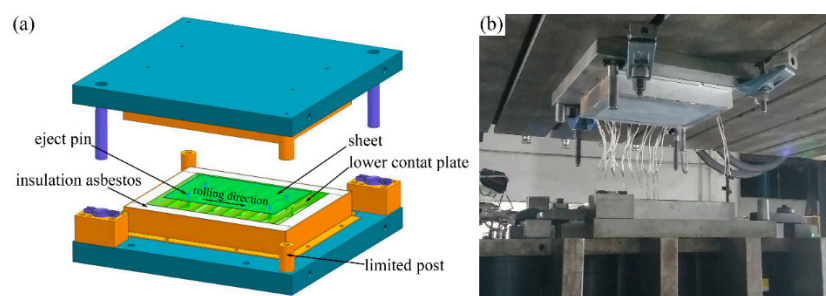 (a)
(b)
eject pin
sheet
lower contat plate
insulation asbestos
rolling direction
limited post